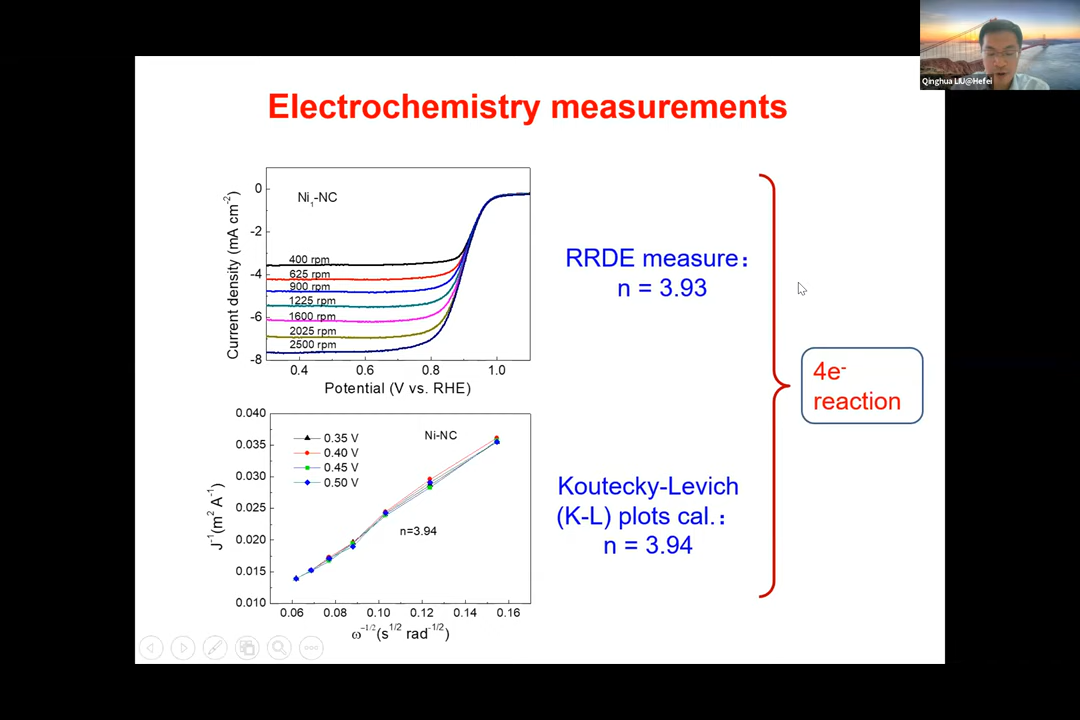 Qinghua LIU@Hefei
Electrochemistry measurements
Ni1-NC
0
-2
-4
-6
-8
Current density (mA cm-2)
400 rpm
625 rpm
900 rpm
1225 rpm
1600 rpm
2025 rpm
2500 rpm
0.4 0.6 0.8 1.0
Potential (V vs. RHE)
RRDE measure：
n = 3.93
4e-
reaction
0.040
0.035
0.030
0.025
0.020
0.015
0.010
J-1(m2 A-1)
0.35 V
0.40 V
0.45 V
0.50 V
Ni-NC
n=3.94
0.06 0.08 0.10 0.12 0.14 0.16
ω-1/2(s1/2 rad-1/2)
Koutecky-Levich
(K-L) plots cal.：
n = 3.94